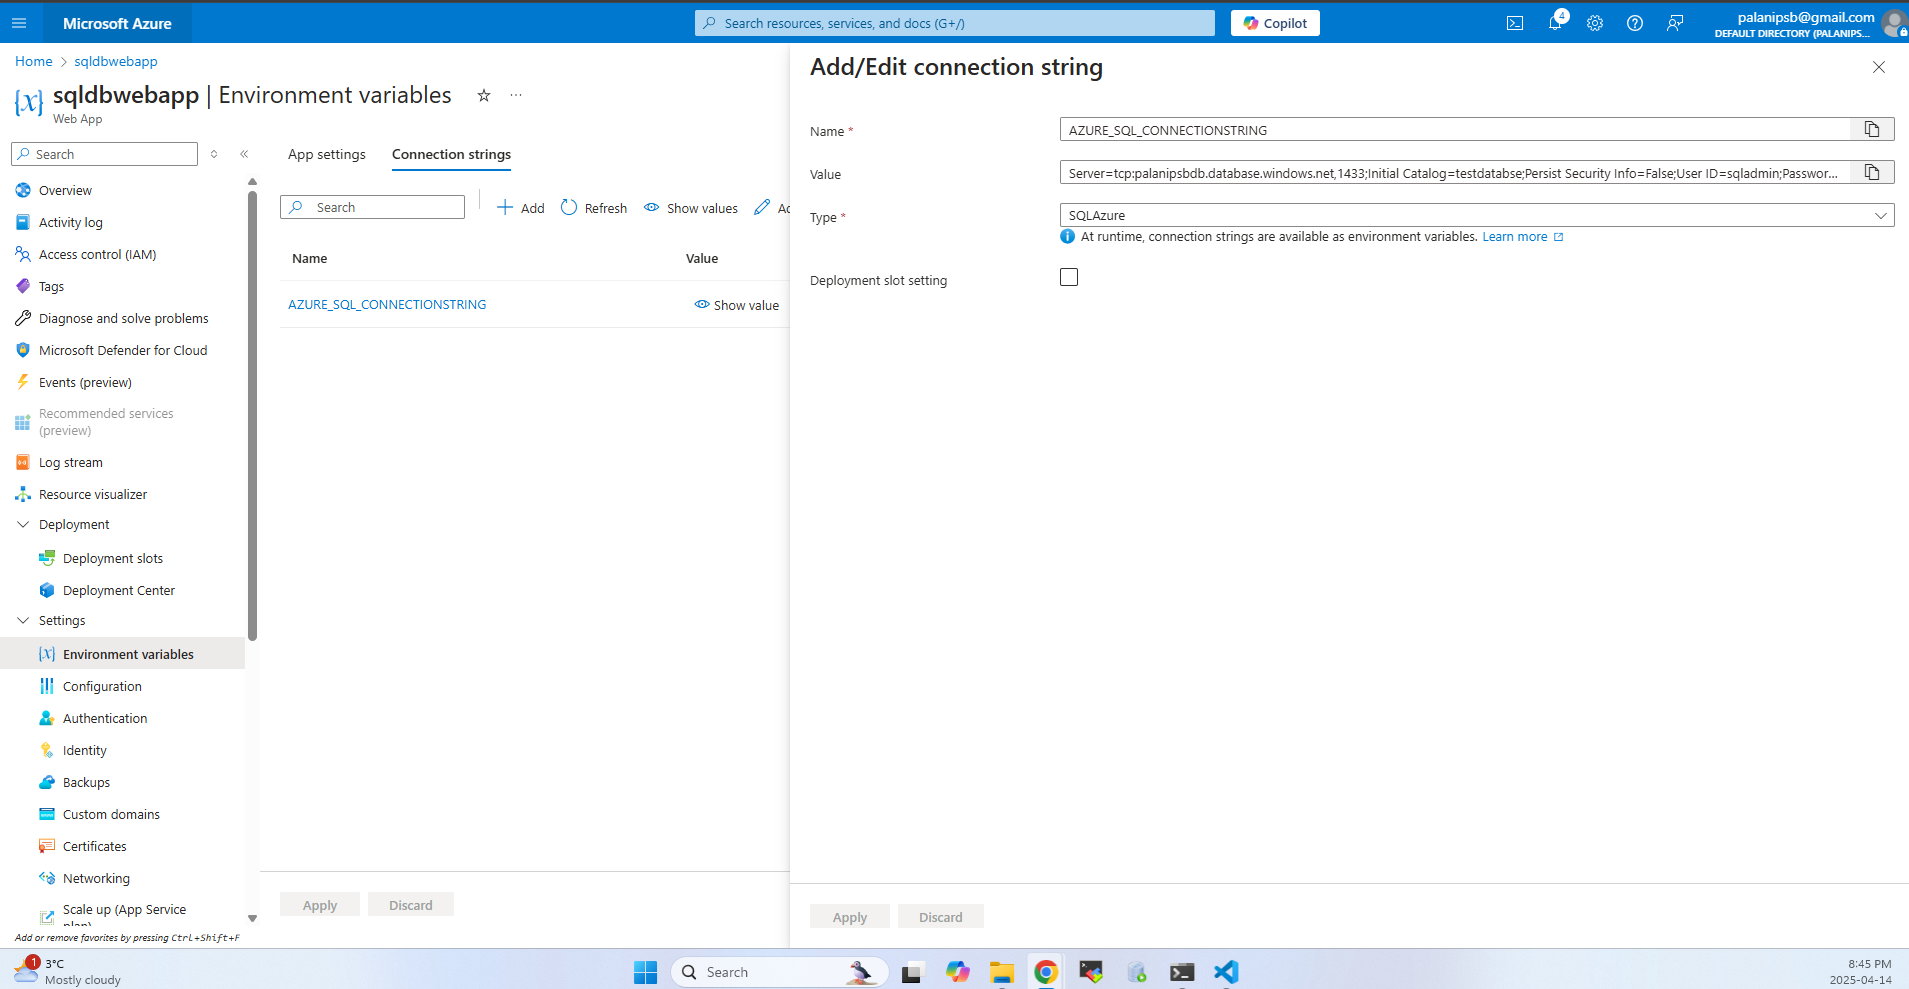 Microsoft Azure
Search resources, services, and docs (G+/)
Copilot
4
palanipsb@gmail.com
DEFAULT DIRECTORY (PALANIPS...
Home > sqldbwebapp
sqldbwebapp | Environment variables
Web App
Search
Overview
Activity log
Access control (IAM)
Tags
Diagnose and solve problems
Microsoft Defender for Cloud
Events (preview)
Recommended services
(preview)
Log stream
Resource visualizer
Deployment
Deployment slots
Deployment Center
Settings
Environment variables
Configuration
Authentication
Identity
Backups
Custom domains
Certificates
Networking
Scale up (App Service
plan)
Add or remove favorites by pressing Ctrl+Shift+F
App settings
Connection strings
Search
Add
Refresh
Show values
Name
Value
AZURE_SQL_CONNECTIONSTRING
Show value
Apply
Discard
Add/Edit connection string
Name *
AZURE_SQL_CONNECTIONSTRING
Value
Server=tcp:palanipsbdb.database.windows.net,1433;Initial Catalog=testdatabse;Persist Security Info=False;User ID=sqladmin;Passwor...
Type *
SQLAzure
At runtime, connection strings are available as environment variables. Learn more
Deployment slot setting
Apply
Discard
1
3°C
Mostly cloudy
Search
8:45 PM
2025-04-14